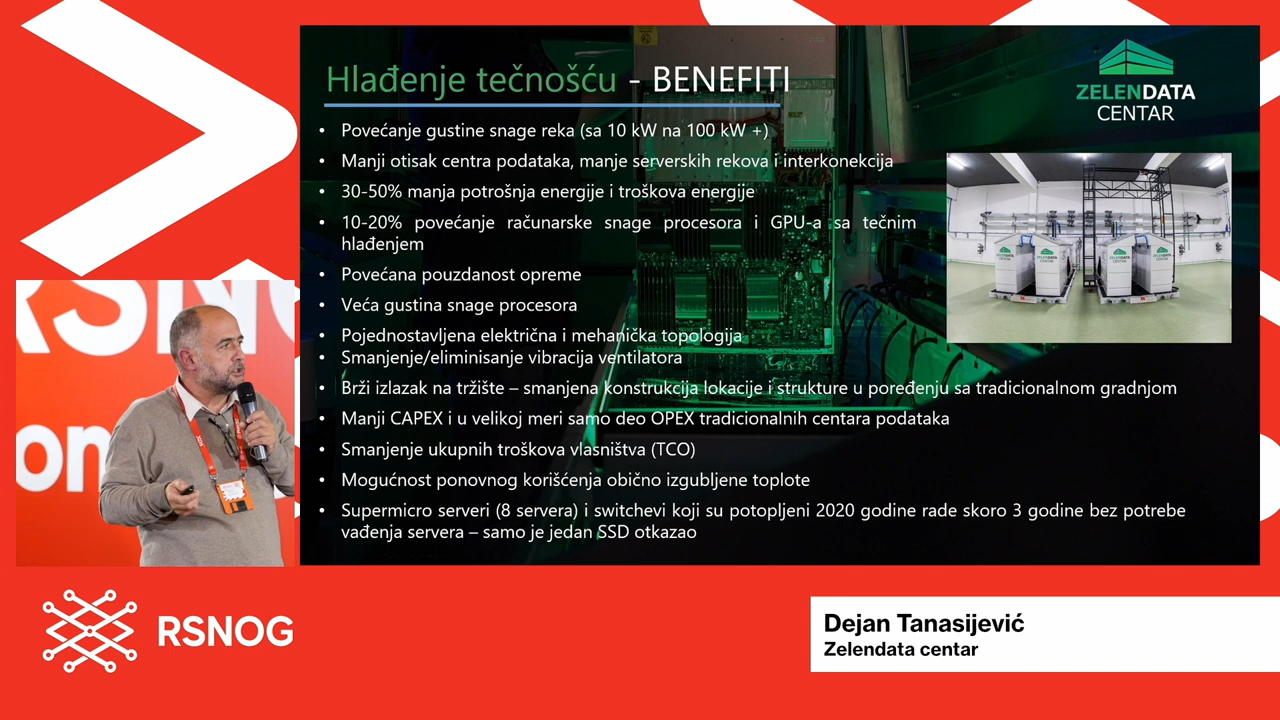 Hlađenje tečnošću - BENEFITI
ZELENDATA
CENTAR
• Povećanje gustine snage reka (sa 10 kW na 100 kW +)
• Manji otisak centra podataka, manje serverskih rekova i interkonekcija
• 30-50% manja potrošnja energije i troškova energije
• 10-20% povećanje računarske snage procesora i GPU-a sa tečnim
hlađenjem
• Povećana pouzdanost opreme
• Veća gustina snage procesora
• Pojednostavljena električna i mehanička topologija
• Smanjenje/eliminisanje vibracija ventilatora
• Brži izlazak na tržište – smanjena konstrukcija lokacije i strukture u poređenju sa tradicionalnom gradnjom
• Manji CAPEX i u velikoj meri samo deo OPEX tradicionalnih centara podataka
• Smanjenje ukupnih troškova vlasništva (TCO)
• Mogućnost ponovnog korišćenja obično izgubljene toplote
• Supermicro serveri (8 servera) i switchevi koji su potopljeni 2020 godine rade skoro 3 godine bez potrebe
vađenja servera – samo je jedan SSD otkazao
RSNOG
Dejan Tanasijević
Zelendata centar